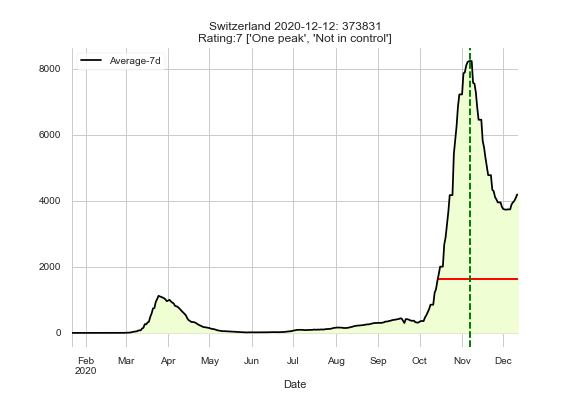 Switzerland 2020-12-12: 373831
Rating:7 ['One peak', 'Not in control']
Average-7d
8000
6000
4000
2000
0
Feb Mar Apr May Jun Jul Aug Sep Oct Nov Dec
2020
Date